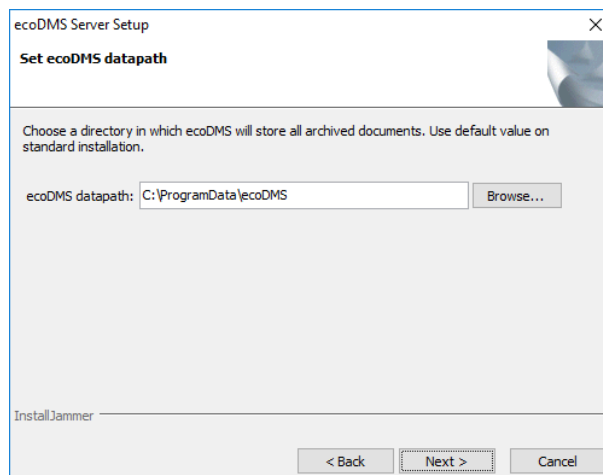 ecoDMS Server Setup
Set ecoDMS datapath
Choose a directory in which ecoDMS will store all archived documents. Use default value on
standard installation.
ecoDMS datapath: C:\ProgramData\ecoDMS Browse...
InstallJammer
< Back Next > Cancel